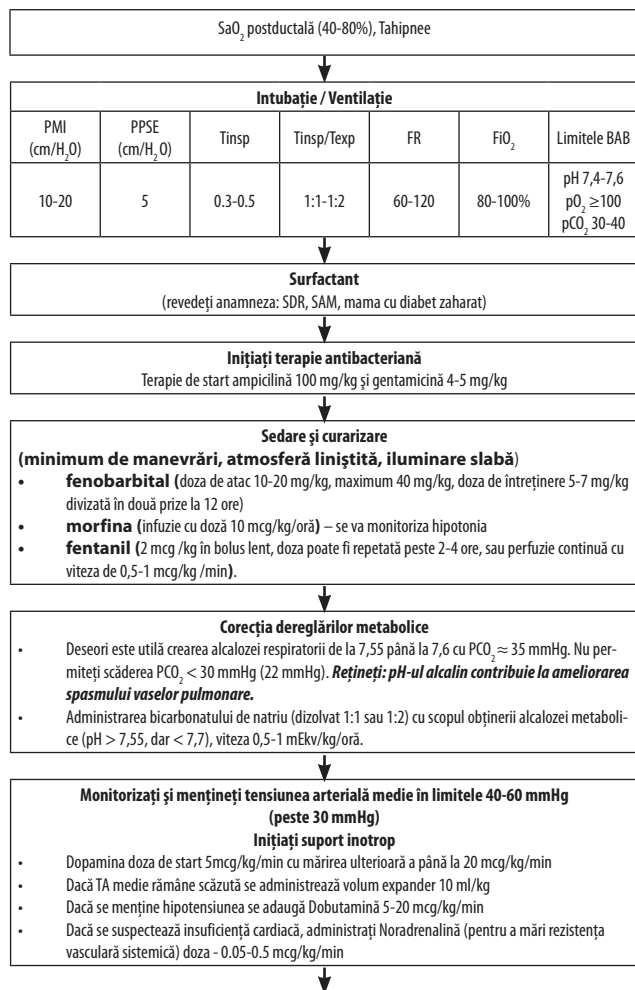 SaO2 postductală (40-80%), Tahipnee
Intubație / Ventilație
PMI (cm/H2O) PPSE (cm/H2O) Tinsp Tinsp/Texp FR FiO2 Limitele BAB
10-20 5 0.3-0.5 1:1-1:2 60-120 80-100% pH 7,4-7,6 pO2 ≥100 pCO2 30-40
Surfactant
(revedeți anamneza: SDR, SAM, mama cu diabet zaharat)
Inițiați terapie antibacteriană
Terapie de start ampicilină 100 mg/kg și gentamicină 4-5 mg/kg
Sedare și curarizare
(minimum de manevrări, atmosferă liniștită, iluminare slabă)
• fenobarbital (doza de atac 10-20 mg/kg, maximum 40 mg/kg, doza de întreținere 5-7 mg/kg
divizată în două prize la 12 ore)
• morfina (infuzie cu doză 10 mcg/kg/oră) – se va monitoriza hipotonia
• fentanil (2 mcg /kg în bolus lent, doza poate fi repetată peste 2-4 ore, sau perfuzie continuă cu
viteza de 0,5-1 mcg/kg /min).
Corecția dereglărilor metabolice
• Deseori este utilă crearea alcalozei respiratorii de la 7,55 până la 7,6 cu PCO2 ≈ 35 mmHg. Nu per-
miteți scăderea PCO2 < 30 mmHg (22 mmHg). Rețineți: pH-ul alcalin contribuie la ameliorarea
spasmului vaselor pulmonare.
• Administrarea bicarbonatului de natriu (dizolvat 1:1 sau 1:2) cu scopul obținerii alcalozei metaboli-
ce (pH > 7,55, dar < 7,7), viteza 0,5-1 mEkv/kg/oră.
Monitorizați și mențineți tensiunea arterială medie în limitele 40-60 mmHg
(peste 30 mmHg)
Inițiați suport inotrop
• Dopamina doza de start 5mcg/kg/min cu mărirea ulterioară a până la 20 mcg/kg/min
• Dacă TA medie rămâne scăzută se administrează volum expander 10 ml/kg
• Dacă se menține hipotensiunea se adaugă Dobutamină 5-20 mcg/kg/min
• Dacă se suspectează insuficiență cardiacă, administrați Noradrenalină (pentru a mări rezistența
vasculară sistemică) doza - 0.05-0.5 mcg/kg/min